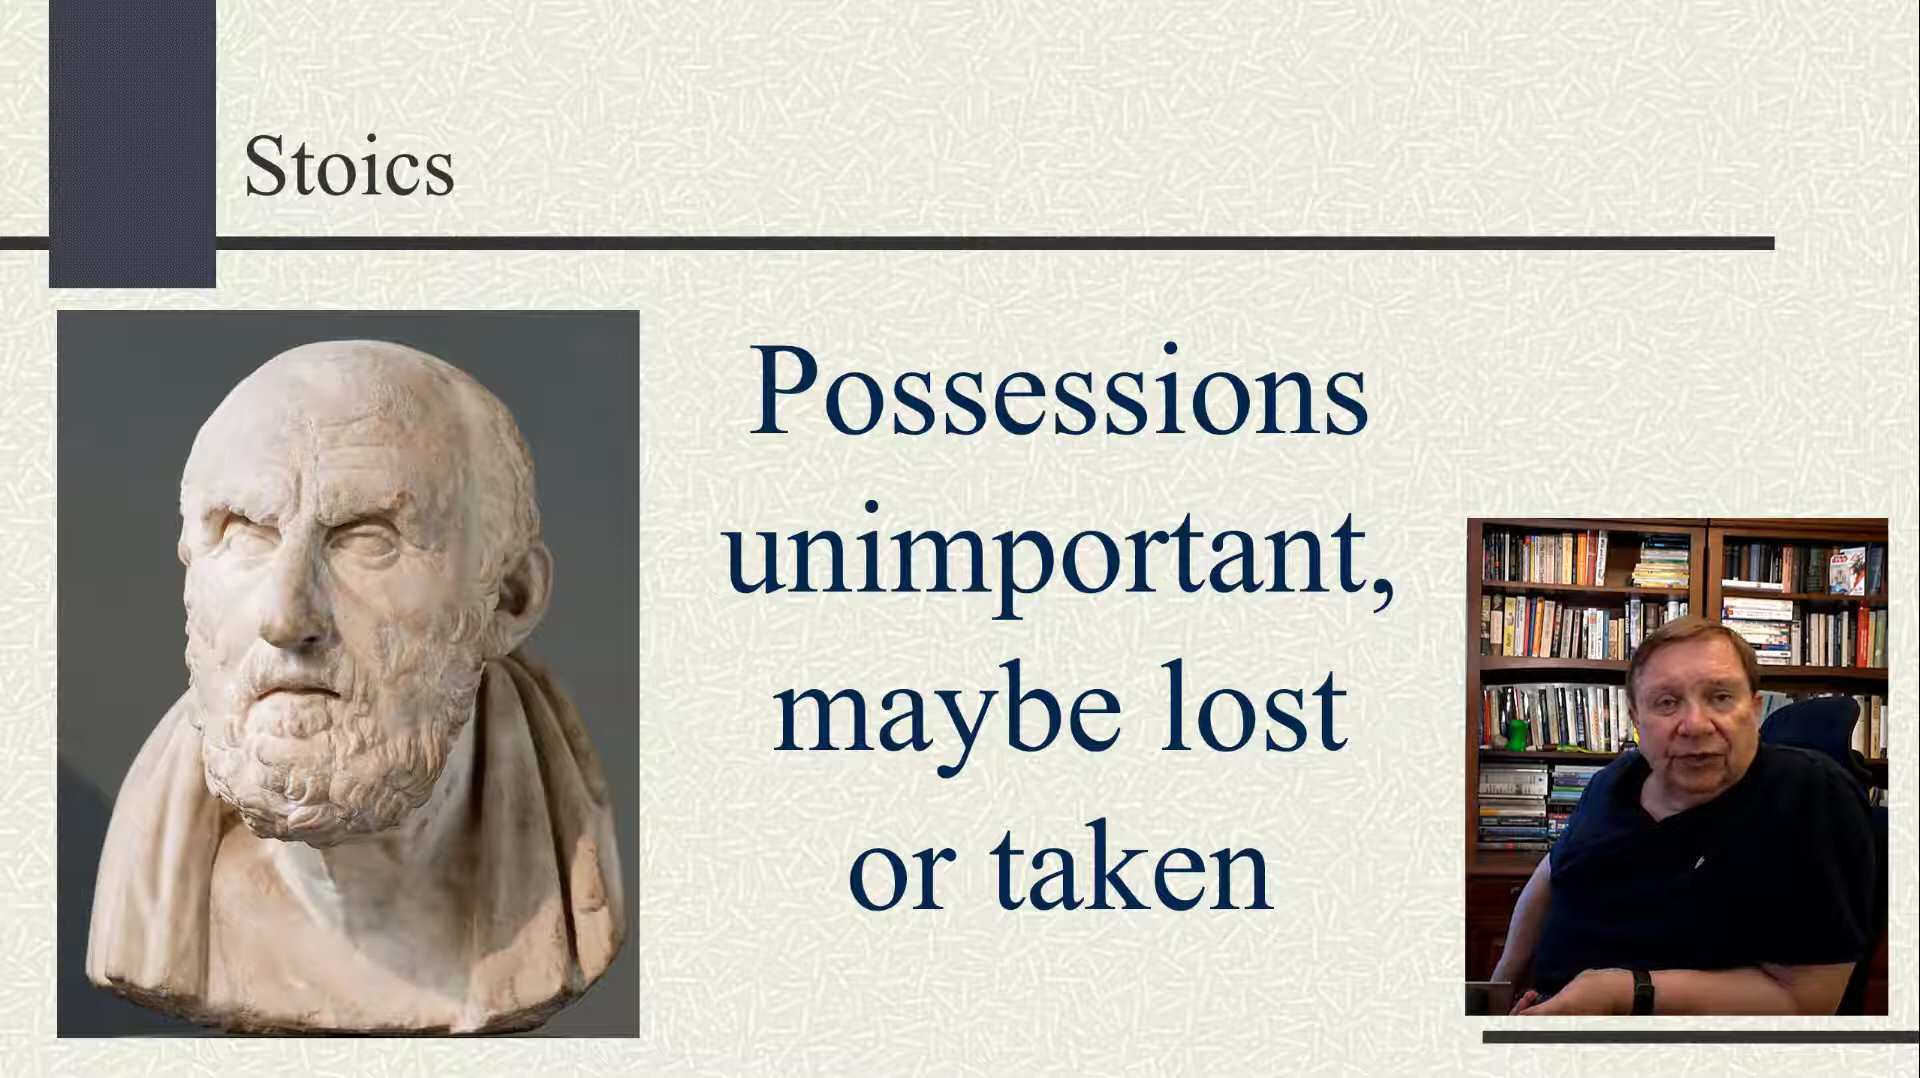 Stoics
Possessions
unimportant,
maybe lost
or taken